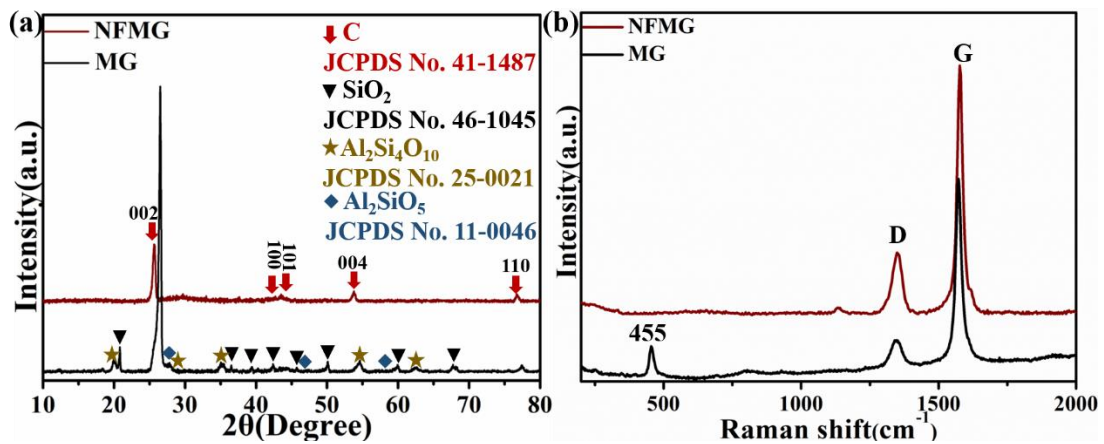 (a)
NFMG
MG
C
JCPDS No. 41-1487
SiO2
JCPDS No. 46-1045
Al2Si4O10
JCPDS No. 25-0021
Al2SiO5
JCPDS No. 11-0046
002
100
101
004
110
Intensity(a.u.)
10 20 30 40 50 60 70 80
2θ(Degree)
(b)
NFMG
MG
G
D
455
Intensity(a.u.)
500 1000 1500 2000
Raman shift(cm-1)